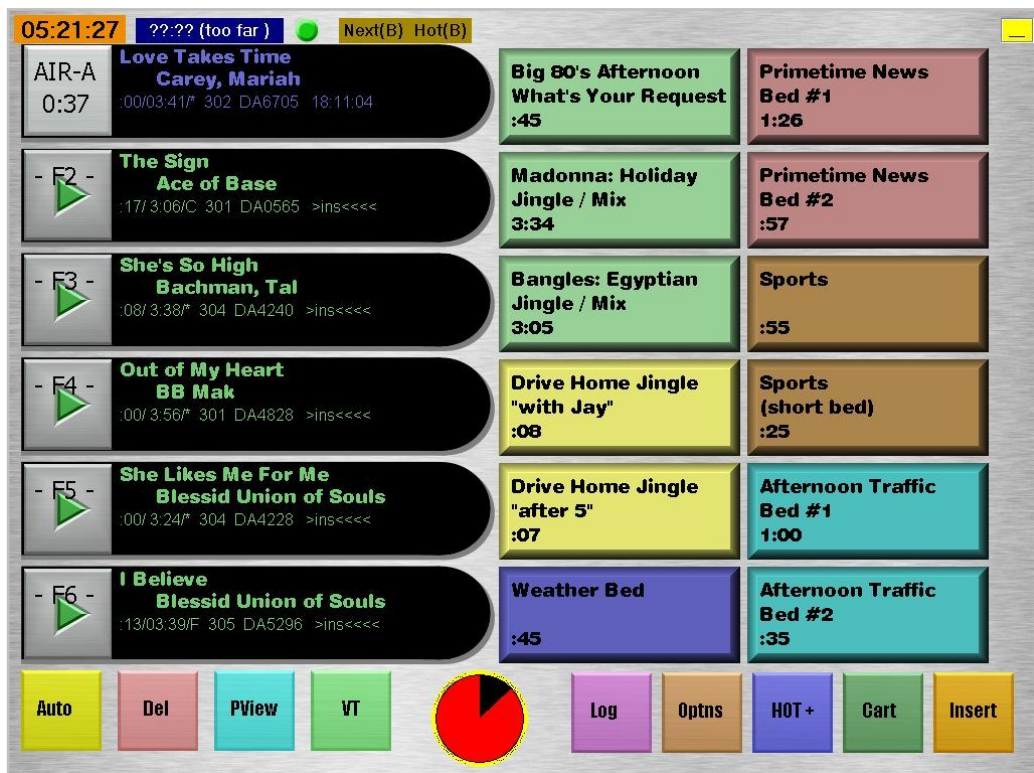 05:21:27 ??:?? (too far ) Next(B) Hot(B)
AIR-A
0:37
Love Takes Time
Carey, Mariah
:00/03:41/* 302 DA6705 18:11:04
- F2 -
The Sign
Ace of Base
:17/ 3:06/C 301 DA0565 >ins<<<<
- F3 -
She's So High
Bachman, Tal
:08/ 3:38/* 304 DA4240 >ins<<<<
- F4 -
Out of My Heart
BB Mak
:00/ 3:56/* 301 DA4828 >ins<<<<
- F5 -
She Likes Me For Me
Blessid Union of Souls
:00/ 3:24/* 304 DA4228 >ins<<<<
- F6 -
I Believe
Blessid Union of Souls
:13/03:39/F 305 DA5296 >ins<<<<
Big 80's Afternoon
What's Your Request
:45
Primetime News
Bed #1
1:26
Madonna: Holiday
Jingle / Mix
3:34
Primetime News
Bed #2
:57
Bangles: Egyptian
Jingle / Mix
3:05
Sports
:55
Drive Home Jingle
"with Jay"
:08
Sports
(short bed)
:25
Drive Home Jingle
"after 5"
:07
Afternoon Traffic
Bed #1
1:00
Weather Bed
:45
Afternoon Traffic
Bed #2
:35
Auto Del PView VT Log Optns HOT + Cart Insert